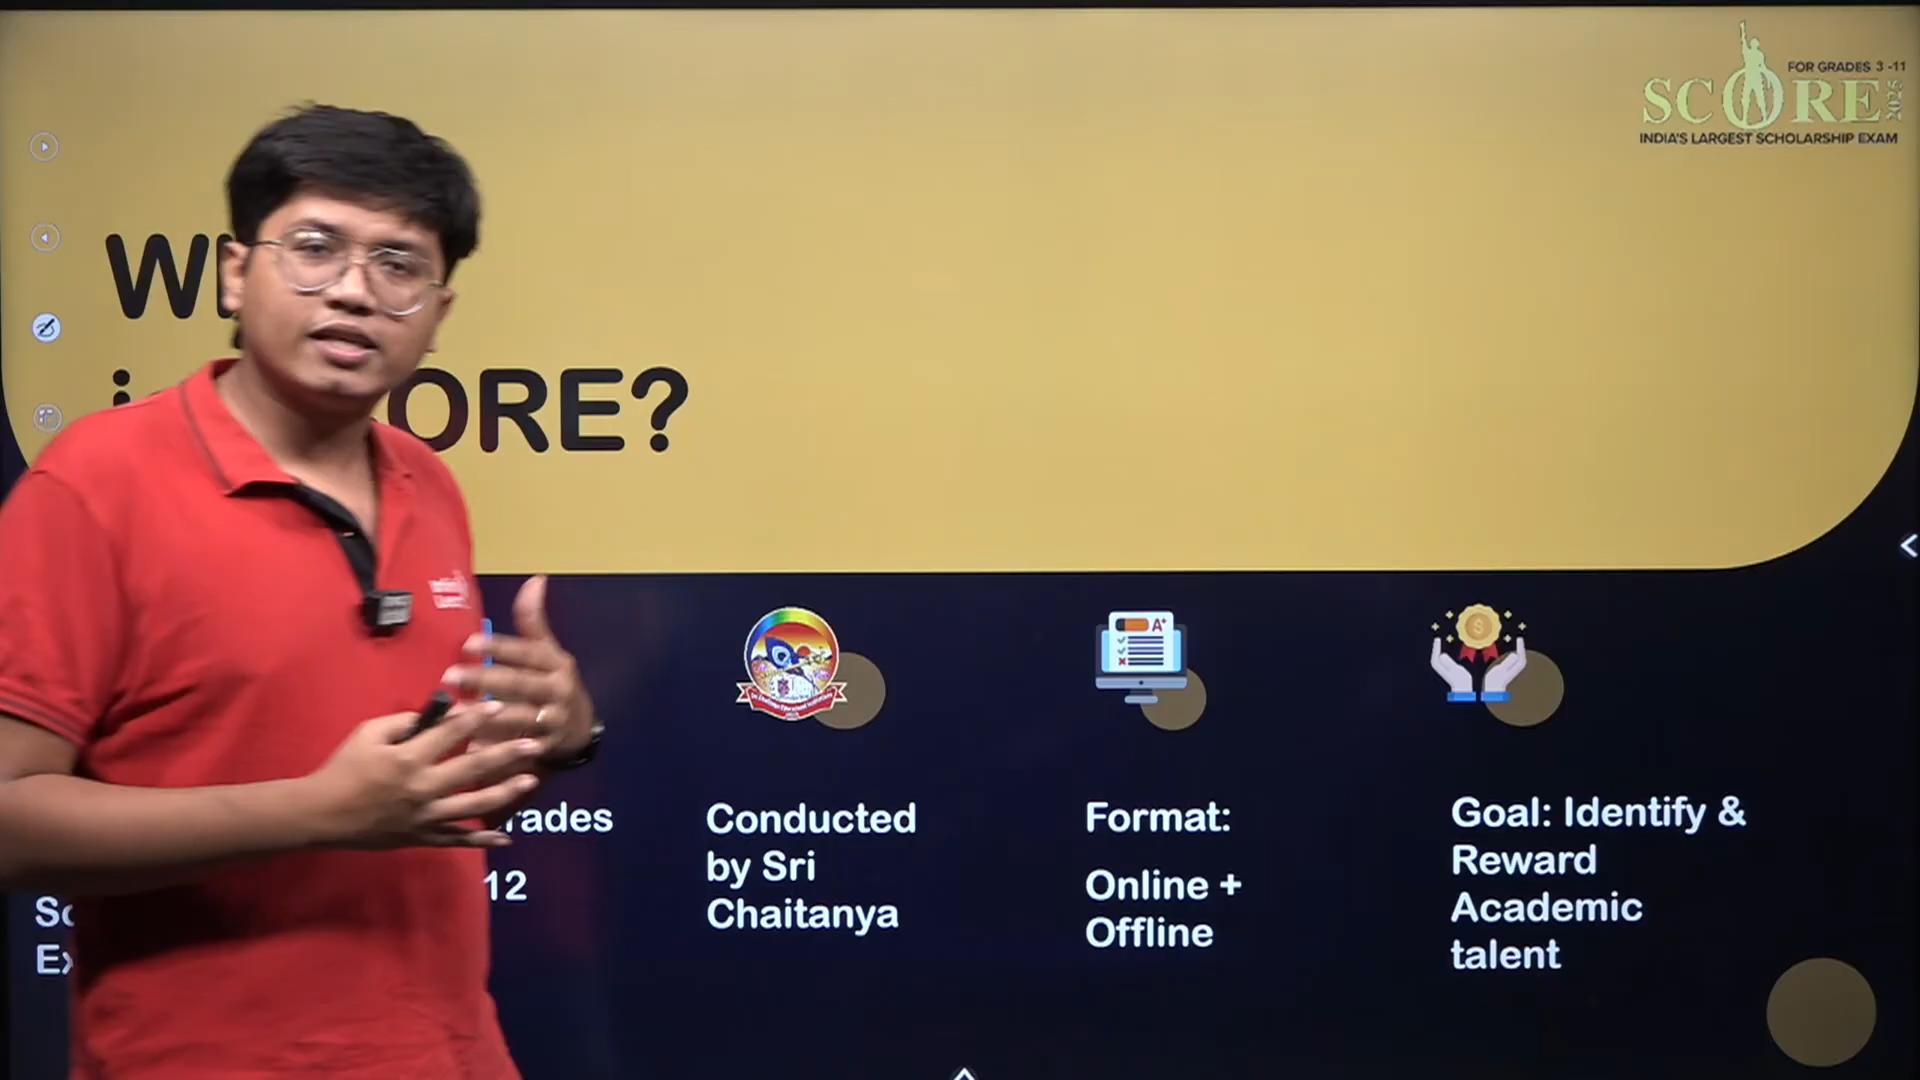 FOR GRADES 3 -11
SCORE 2025
INDIA'S LARGEST SCHOLARSHIP EXAM
ORE?
12
Conducted
by Sri
Chaitanya
Format:
Online +
Offline
A+
Goal: Identify &
Reward
Academic
talent